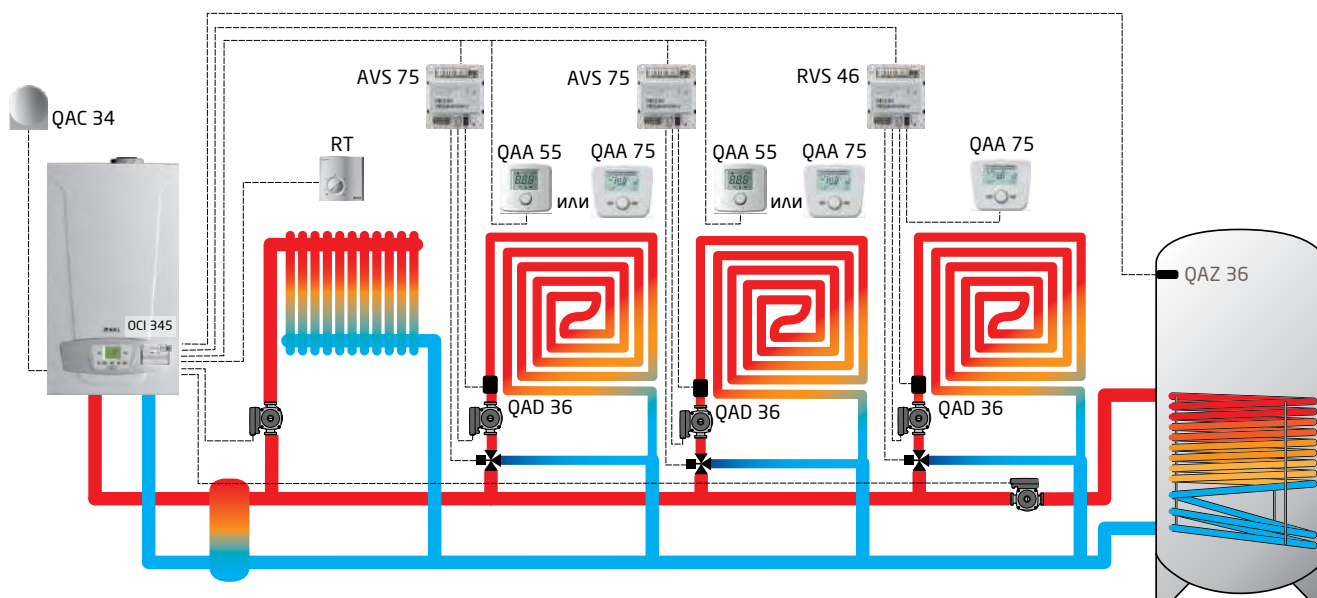 AVS 75
AVS 75
RVS 46
QAC 34
RT
QAA 55
или
QAA 75
QAA 55
или
QAA 75
QAA 75
QAZ 36
OCI 345
QAD 36
QAD 36
QAD 36